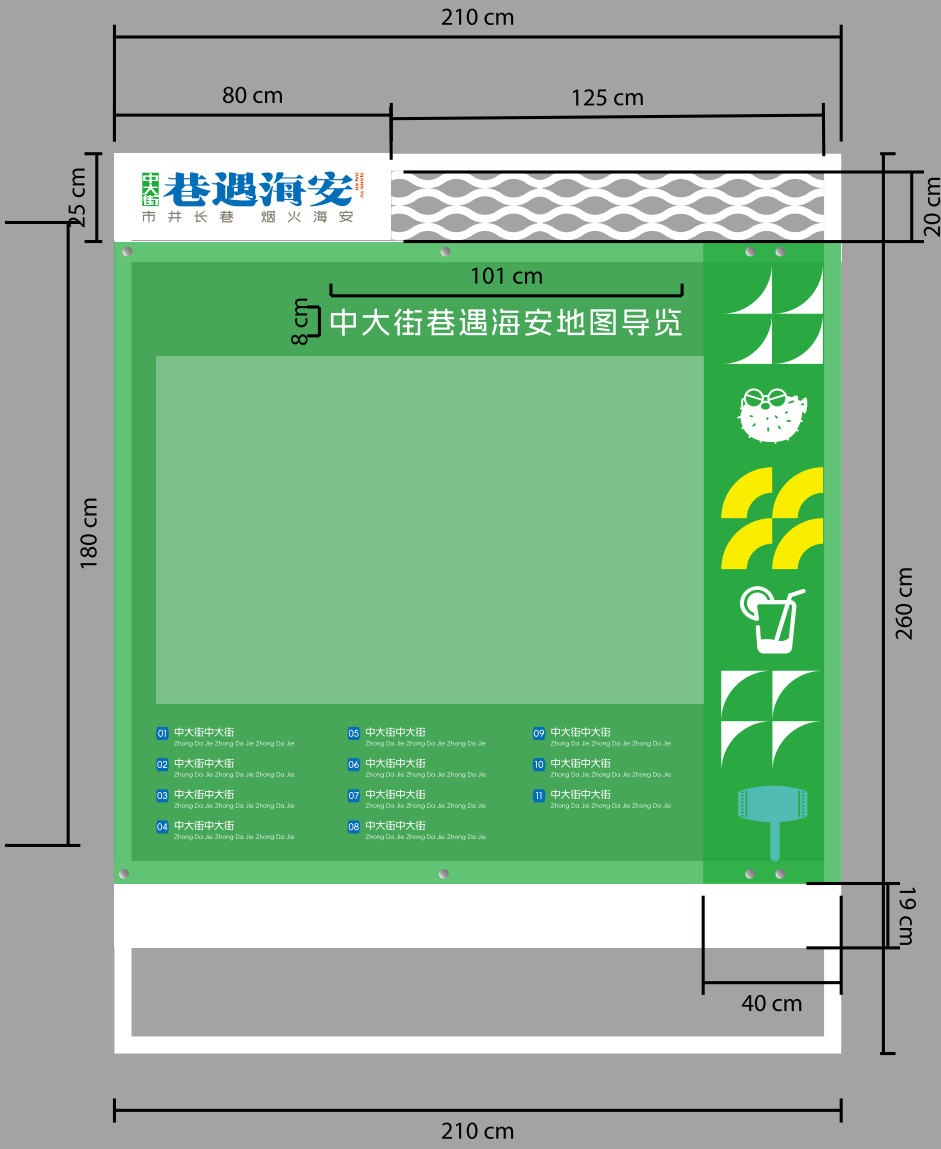 210 cm
80 cm
125 cm
25 cm
中大街
巷遇海安
市井长巷 烟火海安
20 cm
101 cm
8 cm
中大街巷遇海安地图导览
180 cm
260 cm
01 中大街中大街
Zhong Da Jie Zhong Da Jie Zhong Da Jie
02 中大街中大街
Zhong Da Jie Zhong Da Jie Zhong Da Jie
03 中大街中大街
Zhong Da Jie Zhong Da Jie Zhong Da Jie
04 中大街中大街
Zhong Da Jie Zhong Da Jie Zhong Da Jie
05 中大街中大街
Zhong Da Jie Zhong Da Jie Zhong Da Jie
06 中大街中大街
Zhong Da Jie Zhong Da Jie Zhong Da Jie
07 中大街中大街
Zhong Da Jie Zhong Da Jie Zhong Da Jie
08 中大街中大街
Zhong Da Jie Zhong Da Jie Zhong Da Jie
09 中大街中大街
Zhong Da Jie Zhong Da Jie Zhong Da Jie
10 中大街中大街
Zhong Da Jie Zhong Da Jie Zhong Da Jie
11 中大街中大街
Zhong Da Jie Zhong Da Jie Zhong Da Jie
19 cm
40 cm
210 cm